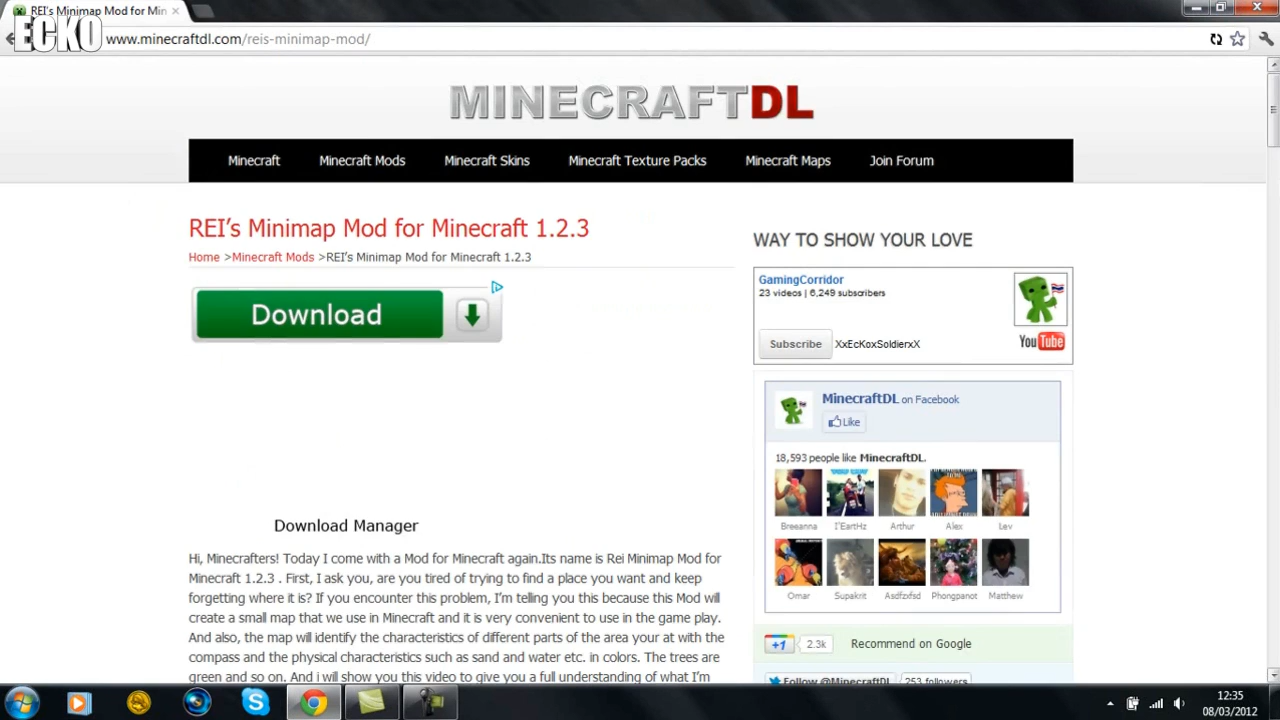 REI's Minimap Mod for Min
ECKO
www.minecraftdl.com/reis-minimap-mod/
MINECRAFTDL
Minecraft Minecraft Mods Minecraft Skins Minecraft Texture Packs Minecraft Maps Join Forum
REI's Minimap Mod for Minecraft 1.2.3
Home >Minecraft Mods >REI's Minimap Mod for Minecraft 1.2.3
Download
Download Manager
Hi, Minecrafters! Today I come with a Mod for Minecraft again.Its name is Rei Minimap Mod for
Minecraft 1.2.3 . First, I ask you, are you tired of trying to find a place you want and keep
forgetting where it is? If you encounter this problem, I'm telling you this because this Mod will
create a small map that we use in Minecraft and it is very convenient to use in the game play.
And also, the map will identify the characteristics of different parts of the area your at with the
compass and the physical characteristics such as sand and water etc. in colors. The trees are
green and so on. And i will show you this video to give you a full understanding of what I'm
WAY TO SHOW YOUR LOVE
GamingCorridor
23 videos | 6,249 subscribers
Subscribe XxEcKoxSoldierxX
YouTube
MinecraftDL on Facebook
Like
18,593 people like MinecraftDL.
Breeanna I'EartHz Arthur Alex Lev
Omar Supakrit Asdfzxfsd Phongpanot Matthew
+1 2.3k Recommend on Google
Follow @MinecraftDL 253 followers
12:35
08/03/2012